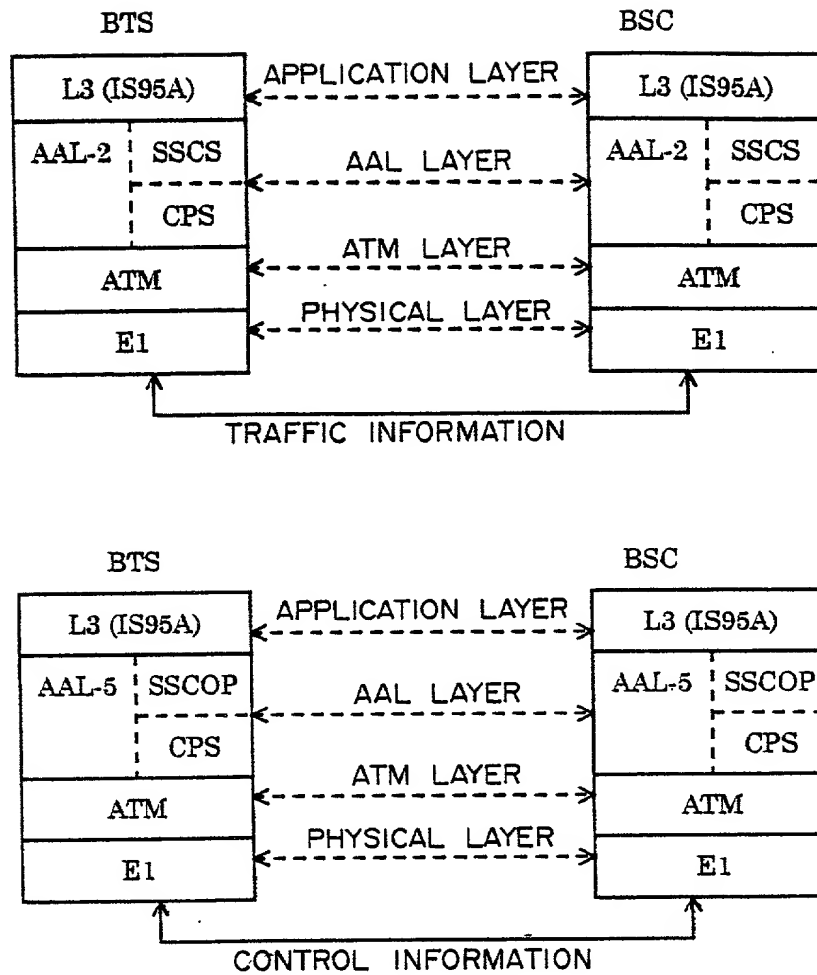 BTS
BSC
L3 (IS95A)
APPLICATION LAYER
L3 (IS95A)
AAL-2
SSCS
CPS
AAL LAYER
AAL-2
SSCS
CPS
ATM
ATM LAYER
ATM
E1
PHYSICAL LAYER
E1
TRAFFIC INFORMATION
BTS
BSC
L3 (IS95A)
APPLICATION LAYER
L3 (IS95A)
AAL-5
SSCOP
CPS
AAL LAYER
AAL-5
SSCOP
CPS
ATM
ATM LAYER
ATM
E1
PHYSICAL LAYER
E1
CONTROL INFORMATION